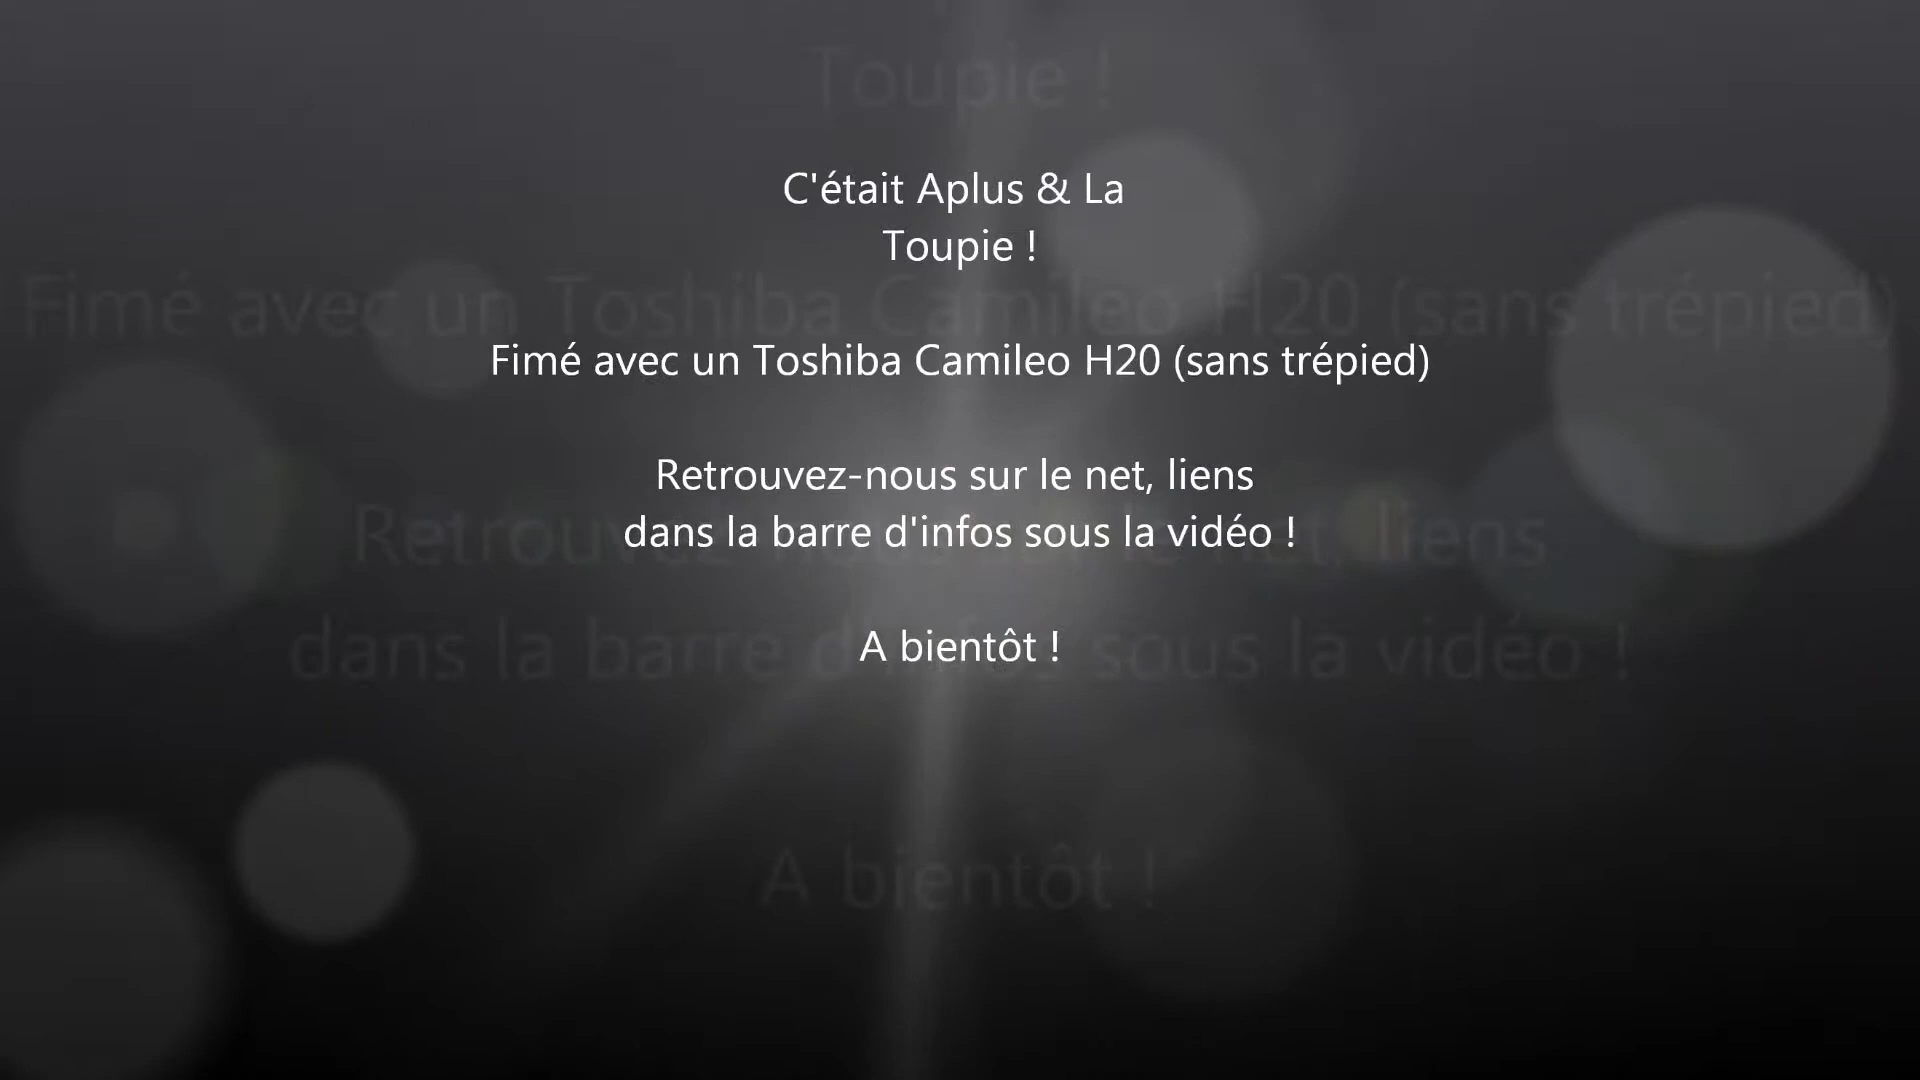 C'était Aplus & La
Toupie !
Fimé avec un Toshiba Camileo H20 (sans trépied)
Retrouvez-nous sur le net, liens
dans la barre d'infos sous la vidéo !
A bientôt !